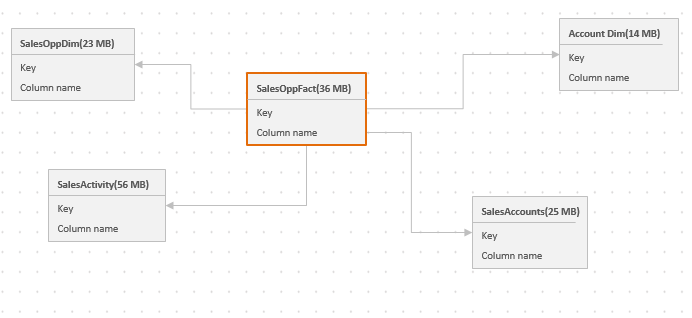 SalesOppDim(23 MB)
Key
Column name
SalesOppFact(36 MB)
Key
Column name
Account Dim(14 MB)
Key
Column name
SalesActivity(56 MB)
Key
Column name
SalesAccounts(25 MB)
Key
Column name